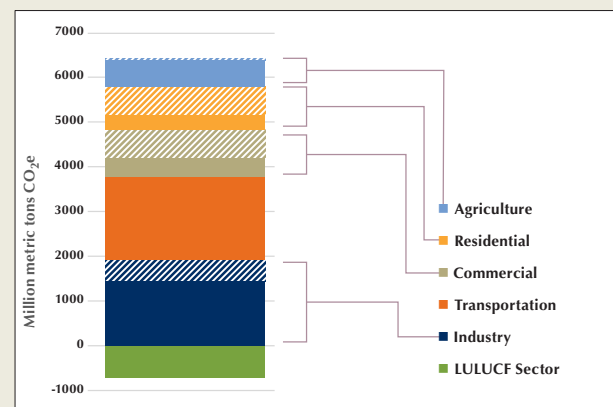 7000
6000
5000
4000
3000
2000
1000
0
-1000
Million metric tons CO₂e
Agriculture
Residential
Commercial
Transportation
Industry
LULUCF Sector